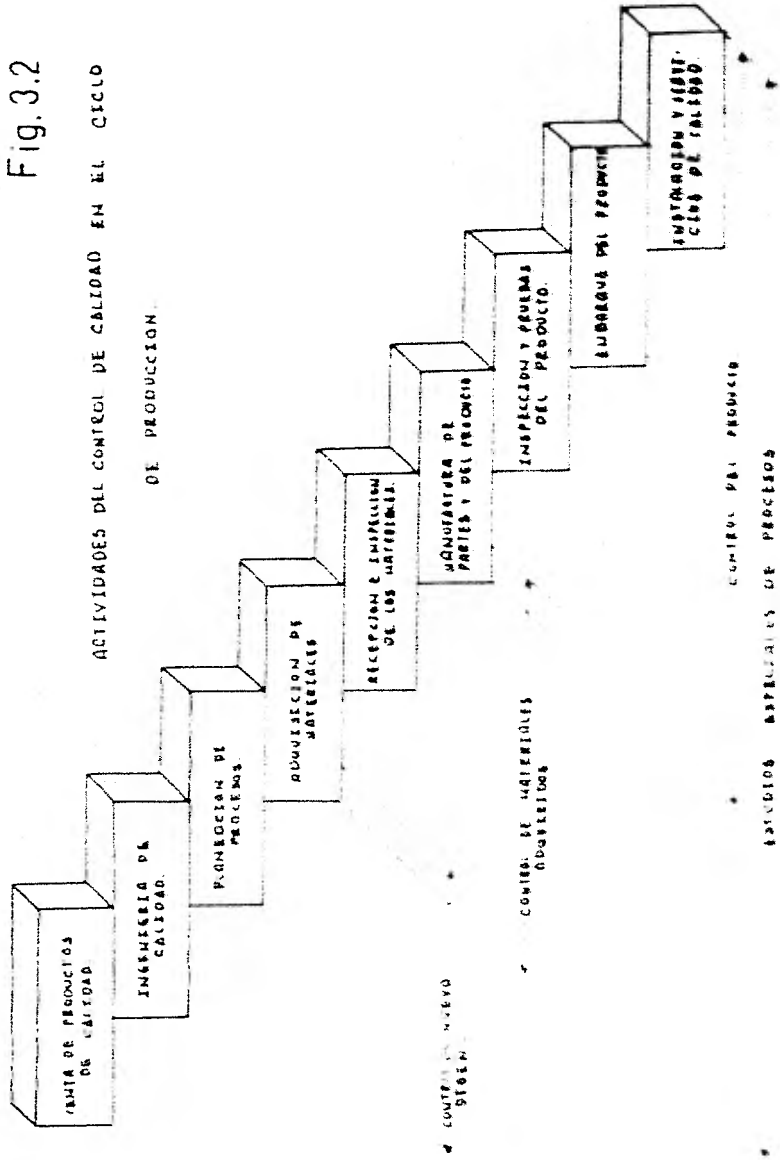 Fig. 3.2
ACTIVIDADES DEL CONTROL DE CALIDAD EN EL CICLO
DE PRODUCCION.
VENTA DE PRODUCTOS
DE CALIDAD.
INGENIERIA DE
CALIDAD.
PLANEACION DE
PROCESOS.
ADQUISICION DE
MATERIALES
RECEPCION E INSPECCION
DE LOS MATERIALES.
MANUFACTURA DE
PARTES Y DEL PRODUCTO
INSPECCION Y PRUEBAS
DEL PRODUCTO.
EMBARQUE DEL PRODUCTO
INSTALACION Y SERVI-
CIOS DE CALIDAD.
CONTROL NUEVO
CONTROL DE MATERIALES
ADQUIRIDOS
CONTROL DEL PRODUCTO
ESTUDIOS ESPECIALES DE PROCESOS